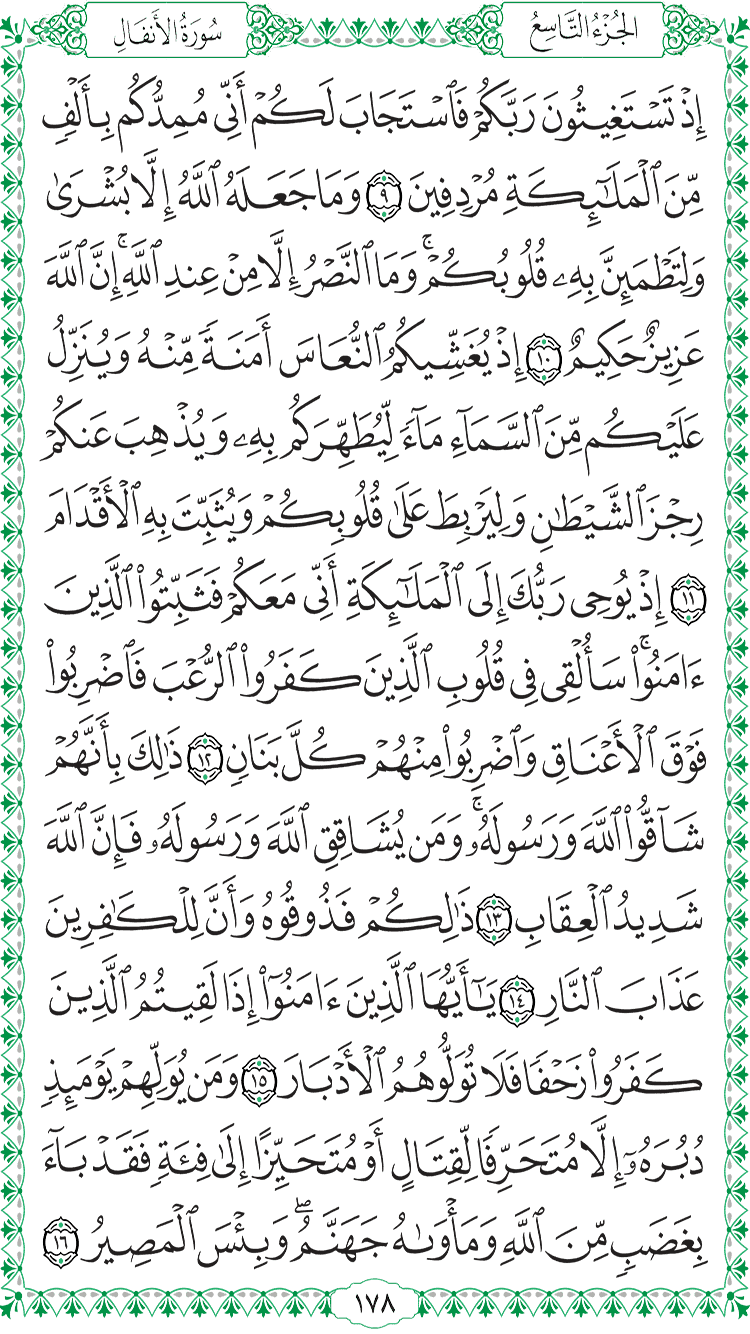 الجُزْءُ التَّاسِعُ
سُورَةُ الأَنفَالِ
إِذْ تَسْتَغِيثُونَ رَبَّكُمْ فَٱسْتَجَابَ لَكُمْ أَنِّى مُمِدُّكُم بِأَلْفٍ
مِّنَ ٱلْمَلَـٰٓئِكَةِ مُرْدِفِينَ ٩ وَمَا جَعَلَهُ ٱللَّهُ إِلَّا بُشْرَىٰ
وَلِتَطْمَئِنَّ بِهِۦ قُلُوبُكُمْ ۚ وَمَا ٱلنَّصْرُ إِلَّا مِنْ عِندِ ٱللَّهِ ۚ إِنَّ ٱللَّهَ
عَزِيزٌ حَكِيمٌ ١٠ إِذْ يُغَشِّيكُمُ ٱلنُّعَاسَ أَمَنَةً مِّنْهُ وَيُنَزِّلُ
عَلَيْكُم مِّنَ ٱلسَّمَآءِ مَآءً لِّيُطَهِّرَكُم بِهِۦ وَيُذْهِبَ عَنكُمْ
رِجْزَ ٱلشَّيْطَـٰنِ وَلِيَرْبِطَ عَلَىٰ قُلُوبِكُمْ وَيُثَبِّتَ بِهِ ٱلْأَقْدَامَ
١١ إِذْ يُوحِى رَبُّكَ إِلَى ٱلْمَلَـٰٓئِكَةِ أَنِّى مَعَكُمْ فَثَبِّتُوا۟ ٱلَّذِينَ
ءَامَنُوا۟ ۚ سَأُلْقِى فِى قُلُوبِ ٱلَّذِينَ كَفَرُوا۟ ٱلرُّعْبَ فَٱضْرِبُوا۟
فَوْقَ ٱلْأَعْنَاقِ وَٱضْرِبُوا۟ مِنْهُمْ كُلَّ بَنَانٍ ١٢ ذَٰلِكَ بِأَنَّهُمْ
شَآقُّوا۟ ٱللَّهَ وَرَسُولَهُۥ ۚ وَمَن يُشَاقِقِ ٱللَّهَ وَرَسُولَهُۥ فَإِنَّ ٱللَّهَ
شَدِيدُ ٱلْعِقَابِ ١٣ ذَٰلِكُمْ فَذُوقُوهُ وَأَنَّ لِلْكَـٰفِرِينَ
عَذَابَ ٱلنَّارِ ١٤ يَـٰٓأَيُّهَا ٱلَّذِينَ ءَامَنُوٓا۟ إِذَا لَقِيتُمُ ٱلَّذِينَ
كَفَرُوا۟ زَحْفًا فَلَا تُوَلُّوهُمُ ٱلْأَدْبَارَ ١٥ وَمَن يُوَلِّهِمْ يَوْمَئِذٍ
دُبُرَهُۥٓ إِلَّا مُتَحَرِّفًا لِّقِتَالٍ أَوْ مُتَحَيِّزًا إِلَىٰ فِئَةٍ فَقَدْ بَآءَ
بِغَضَبٍ مِّنَ ٱللَّهِ وَمَأْوَىٰهُ جَهَنَّمُ ۖ وَبِئْسَ ٱلْمَصِيرُ ١٦
١٧٨